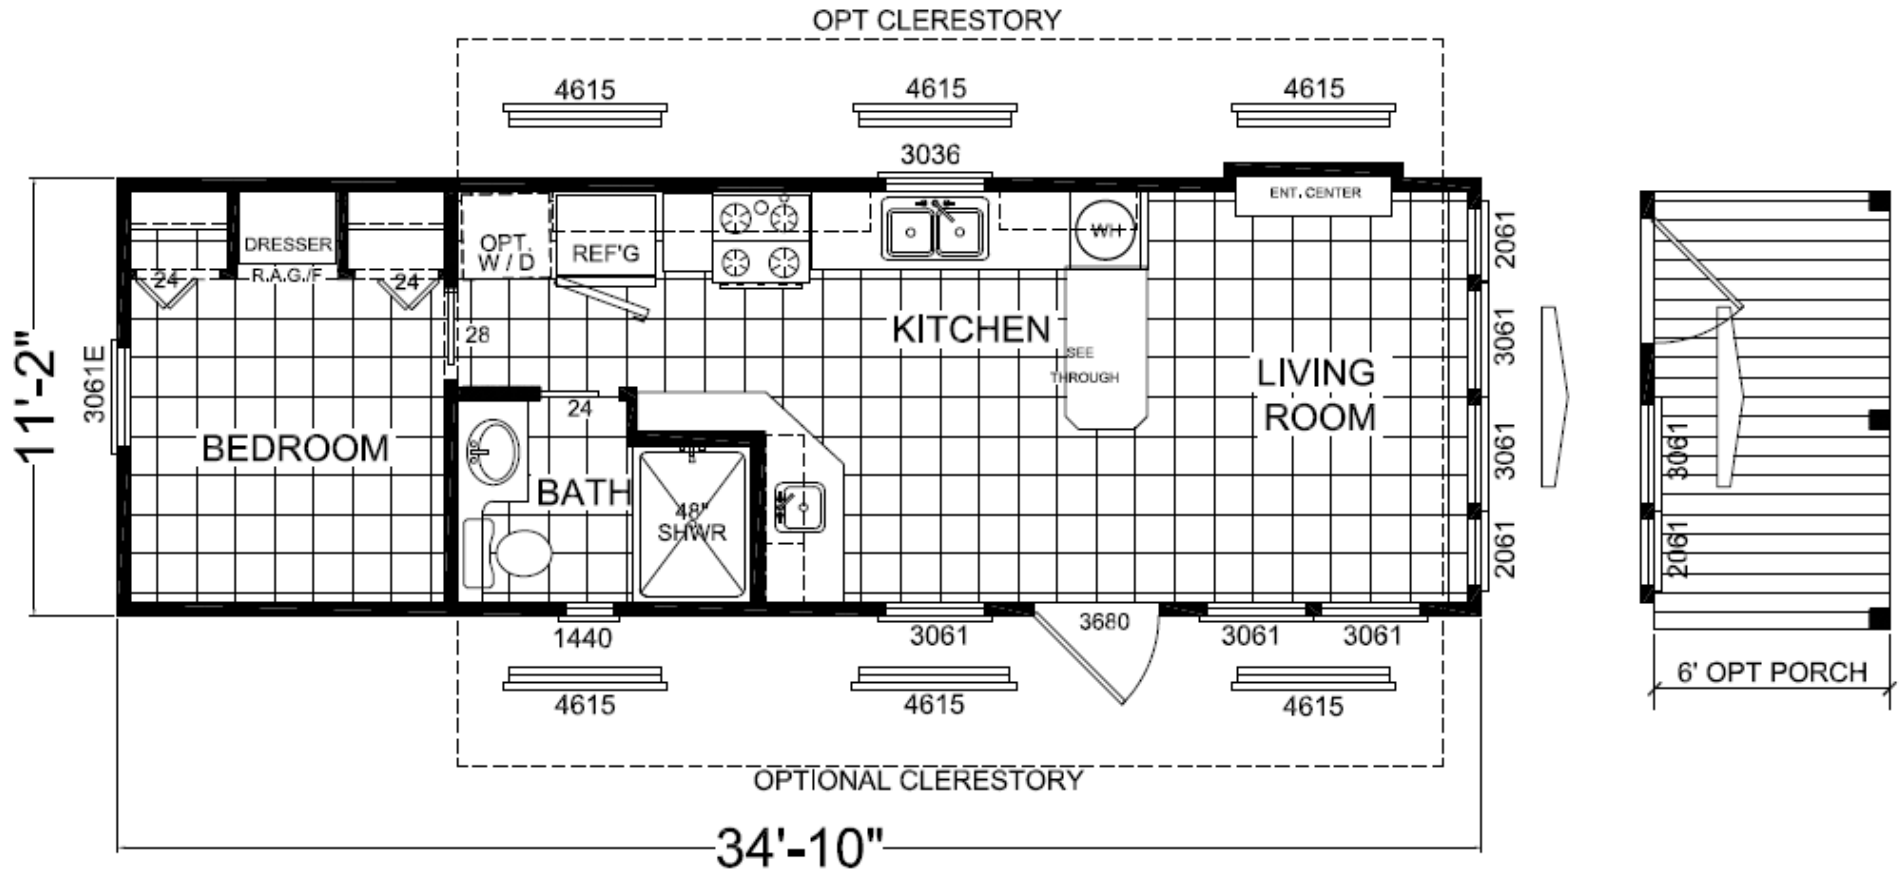 OPT CLERESTORY
4615
4615
4615
3036
ENT. CENTER
DRESSER
R.A.G./F
24
24
OPT.
W / D
REF'G
WH
2061
28
KITCHEN
SEE
THROUGH
3061
3061E
11'-2"
LIVING
ROOM
24
BEDROOM
BATH
48"
SHWR
3061
2061
3061
2061
1440
3061
3680
3061
3061
4615
4615
4615
6' OPT PORCH
OPTIONAL CLERESTORY
34'-10"